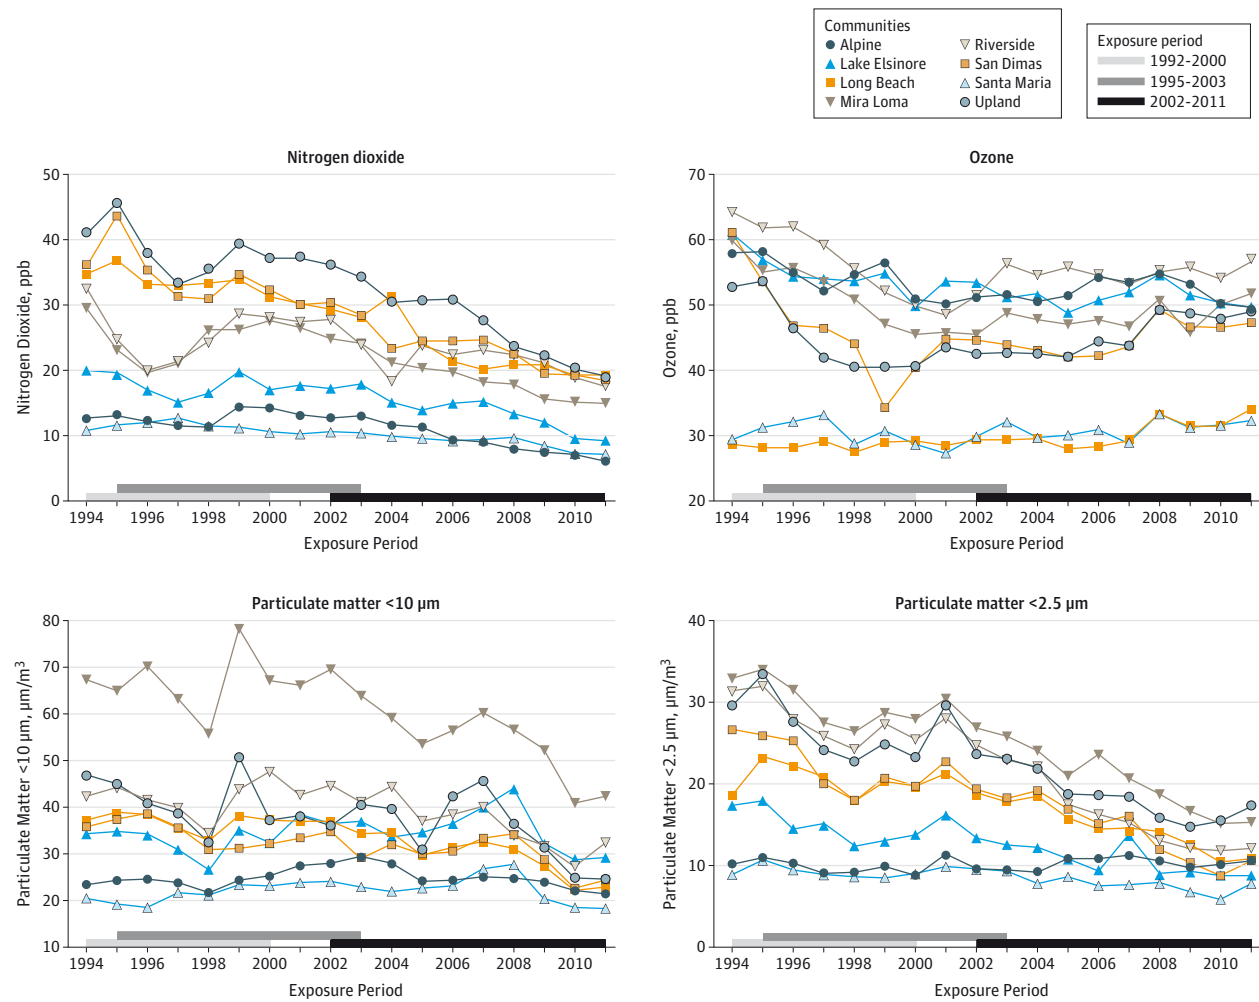 Communities
Alpine
Lake Elsinore
Long Beach
Mira Loma
Riverside
San Dimas
Santa Maria
Upland
Exposure period
1992-2000
1995-2003
2002-2011
Nitrogen dioxide
Nitrogen Dioxide, ppb
50
40
30
20
10
0
1994 1996 1998 2000 2002 2004 2006 2008 2010
Exposure Period
Ozone
Ozone, ppb
70
60
50
40
30
20
1994 1996 1998 2000 2002 2004 2006 2008 2010
Exposure Period
Particulate matter <10 μm
Particulate Matter <10 μm, μm/m³
80
70
60
50
40
30
20
10
1994 1996 1998 2000 2002 2004 2006 2008 2010
Exposure Period
Particulate matter <2.5 μm
Particulate Matter <2.5 μm, μm/m³
40
30
20
10
0
1994 1996 1998 2000 2002 2004 2006 2008 2010
Exposure Period